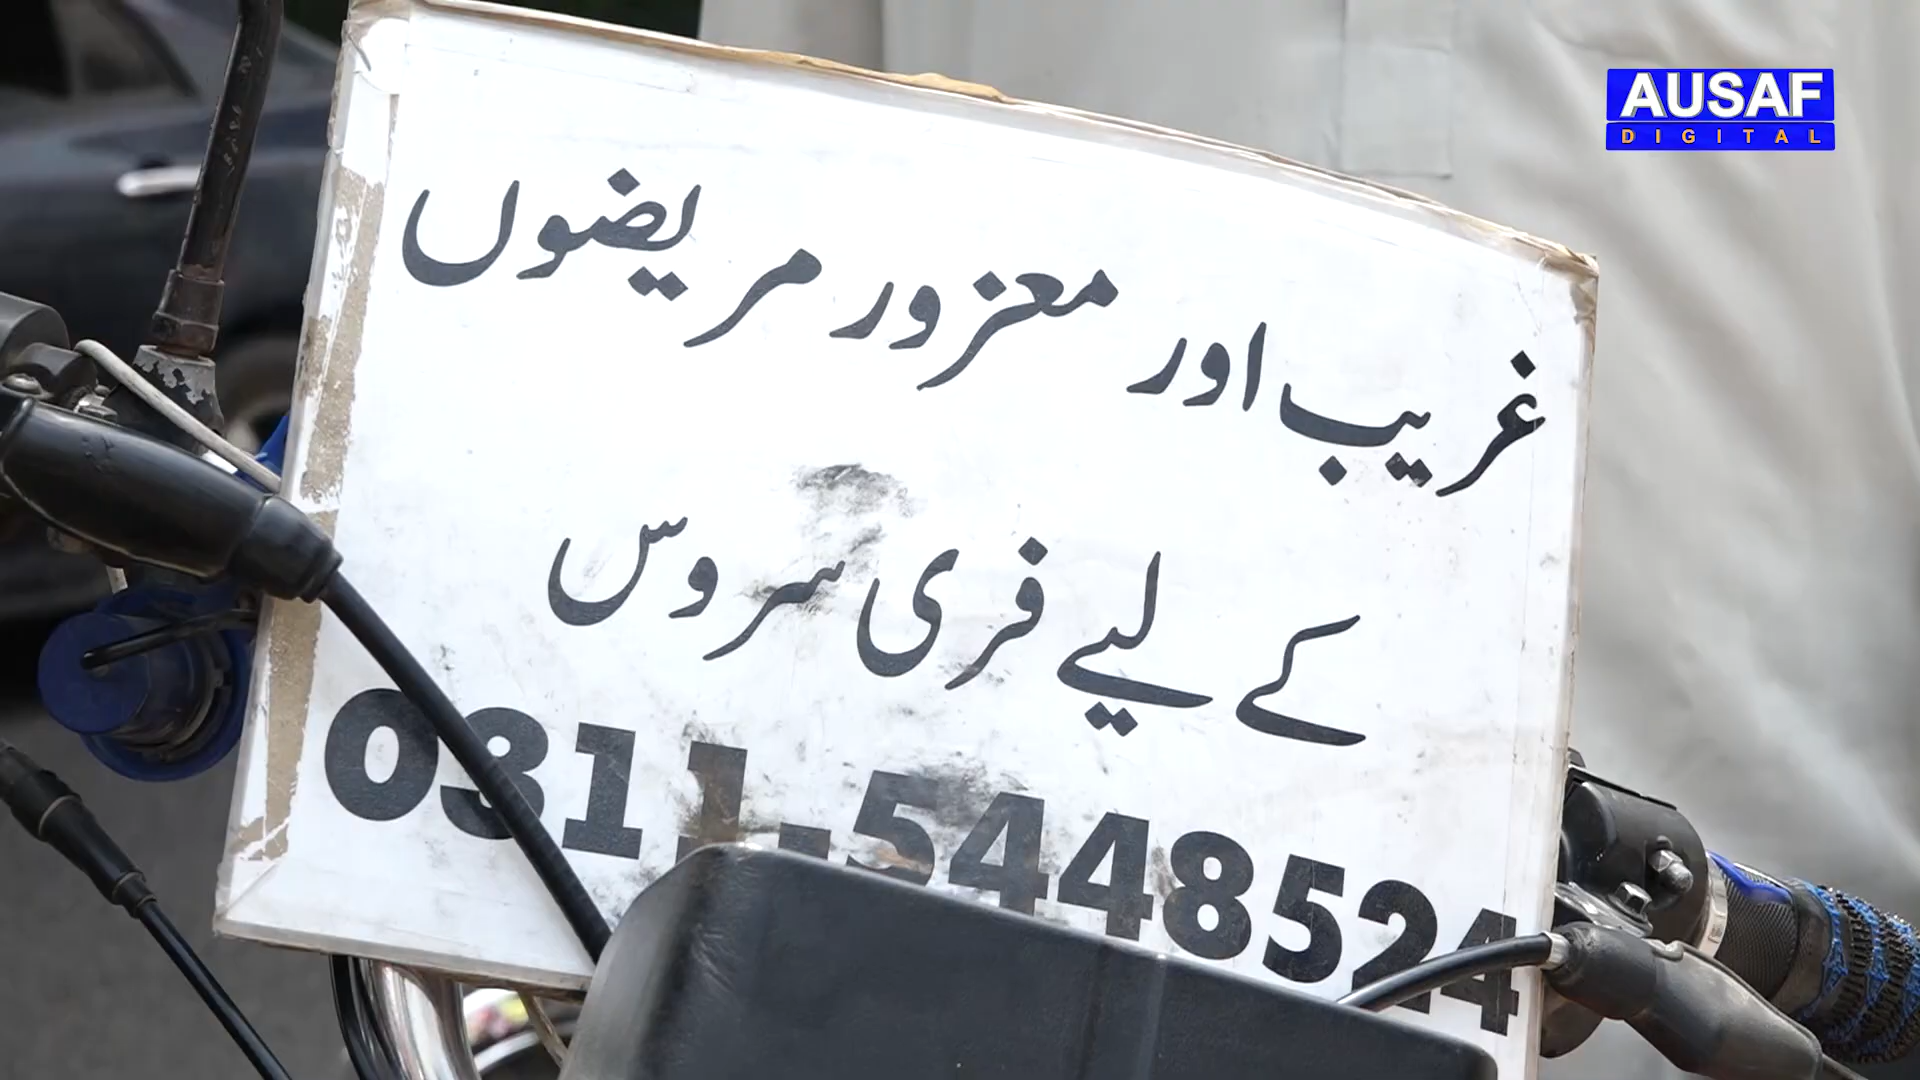 AUSAF
DIGITAL
غریب اور معزور مریضوں
کے لیے فری سروس
0311-5448524